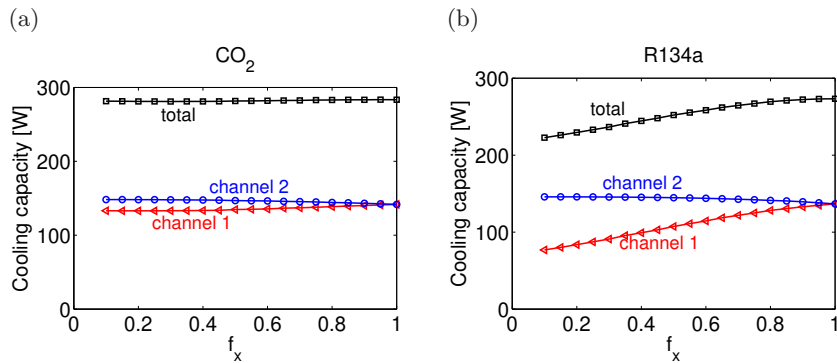 (a)
CO2
Cooling capacity [W]
300
200
100
0
total
channel 2
channel 1
0
0.2
0.4
0.6
0.8
1
fx
(b)
R134a
Cooling capacity [W]
300
200
100
0
total
channel 2
channel 1
0
0.2
0.4
0.6
0.8
1
fx